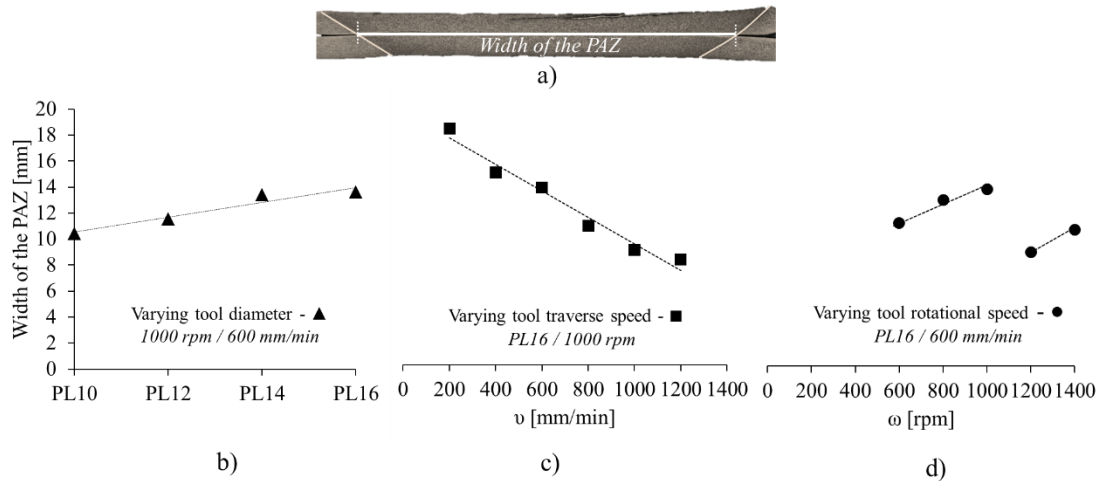 Width of the PAZ
a)
Width of the PAZ [mm]
20
18
16
14
12
10
8
6
4
2
0
PL10 PL12 PL14 PL16
Varying tool diameter - ▲
1000 rpm / 600 mm/min
b)
0 200 400 600 800 1000 1200 1400
υ [mm/min]
Varying tool traverse speed - ■
PL16 / 1000 rpm
c)
0 200 400 600 800 1000 1200 1400
ω [rpm]
Varying tool rotational speed - ●
PL16 / 600 mm/min
d)